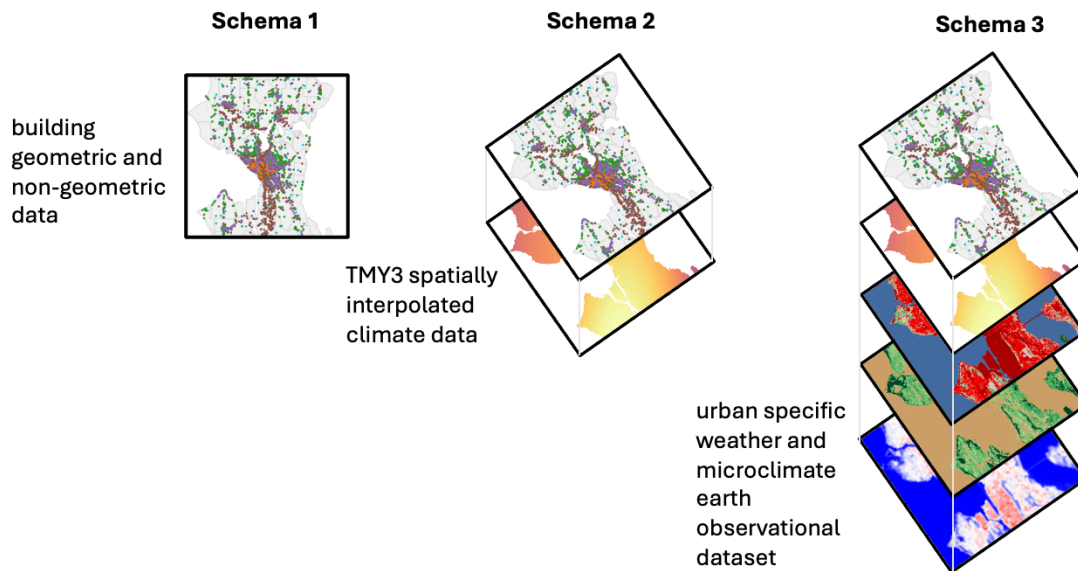 Schema 1
Schema 2
Schema 3
building
geometric and
non-geometric
data
TMY3 spatially
interpolated
climate data
urban specific
weather and
microclimate
earth
observational
dataset